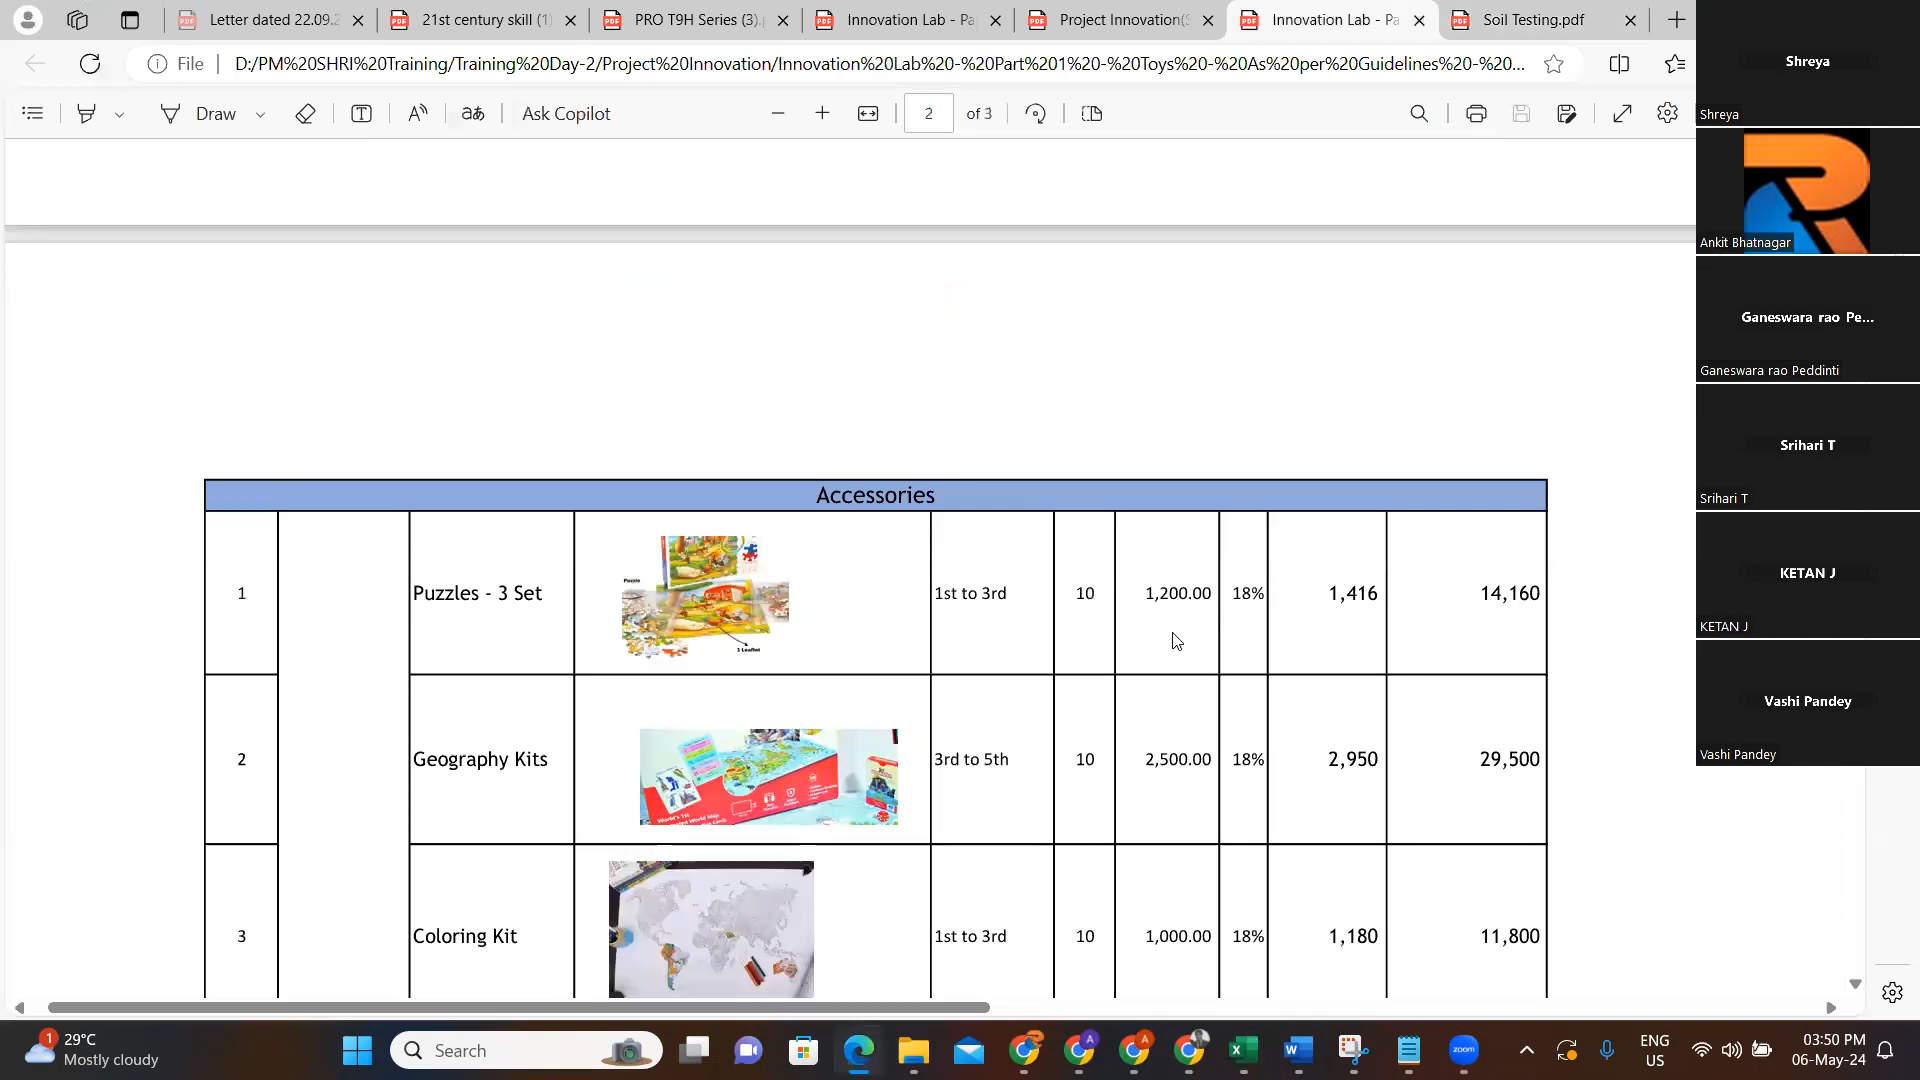 Letter dated 22.09.2
21st century skill (1)
PRO T9H Series (3).
Innovation Lab - Pa
Project Innovation(S
Innovation Lab - Pa
Soil Testing.pdf
File
D:/PM%20SHRI%20Training/Training%20Day-2/Project%20Innovation/Innovation%20Lab%20-%20Part%201%20-%20Toys%20-%20As%20per%20Guidelines%20-%20...
Draw
Ask Copilot
2 of 3
Accessories
1 Puzzles - 3 Set 1st to 3rd 10 1,200.00 18% 1,416 14,160
Puzzle
1 Leaflet
2 Geography Kits 3rd to 5th 10 2,500.00 18% 2,950 29,500
3 Coloring Kit 1st to 3rd 10 1,000.00 18% 1,180 11,800
Shreya
Shreya
Ankit Bhatnagar
Ganeswara rao Pe...
Ganeswara rao Peddinti
Srihari T
Srihari T
KETAN J
KETAN J
Vashi Pandey
Vashi Pandey
1
29°C
Mostly cloudy
Search
zoom
ENG
US
03:50 PM
06-May-24